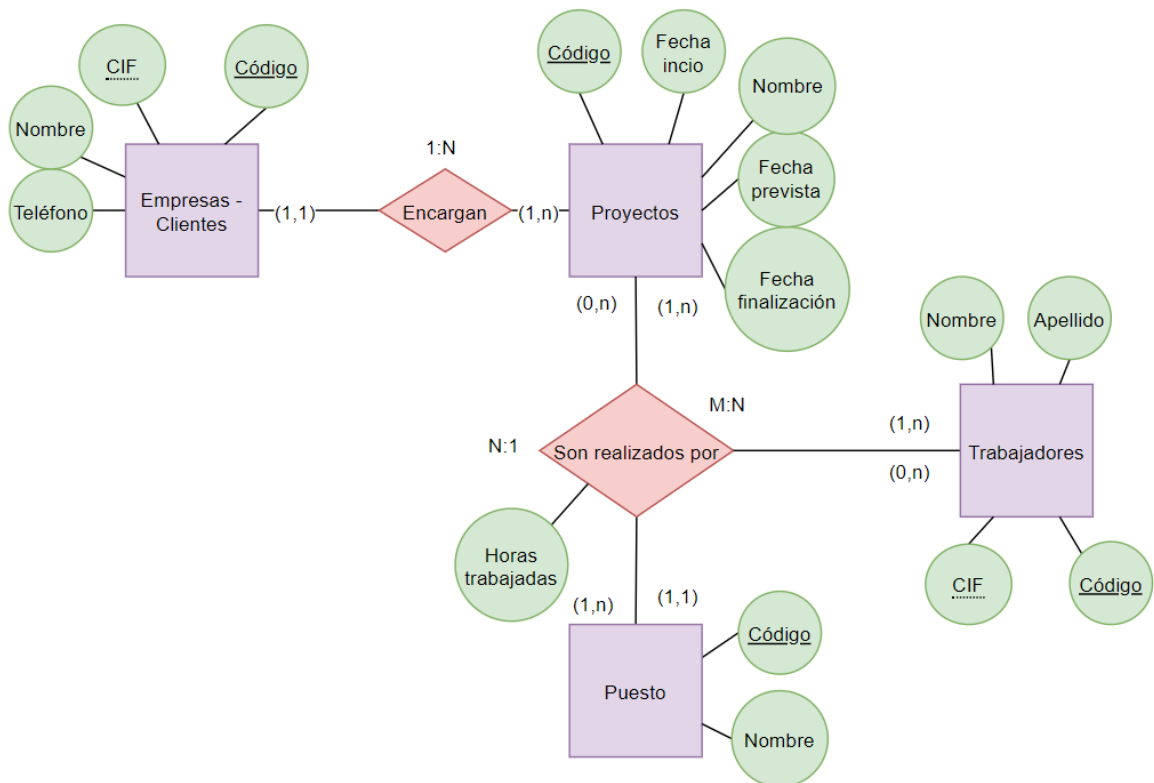 CIF
Código
Nombre
Teléfono
Empresas -
Clientes
(1,1)
1:N
Encargan
(1,n)
Código
Fecha
incio
Nombre
Fecha
prevista
Fecha
finalización
Proyectos
(0,n)
(1,n)
Nombre
Apellido
M:N
(1,n)
N:1
Son realizados por
Trabajadores
(0,n)
Horas
trabajadas
CIF
Código
(1,n)
(1,1)
Código
Puesto
Nombre